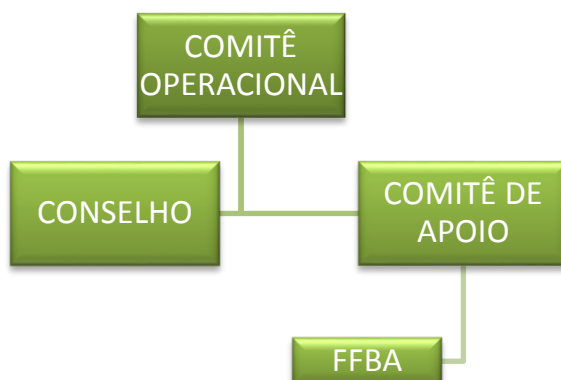 COMITÊ
OPERACIONAL
CONSELHO
COMITÊ DE
APOIO
FFBA